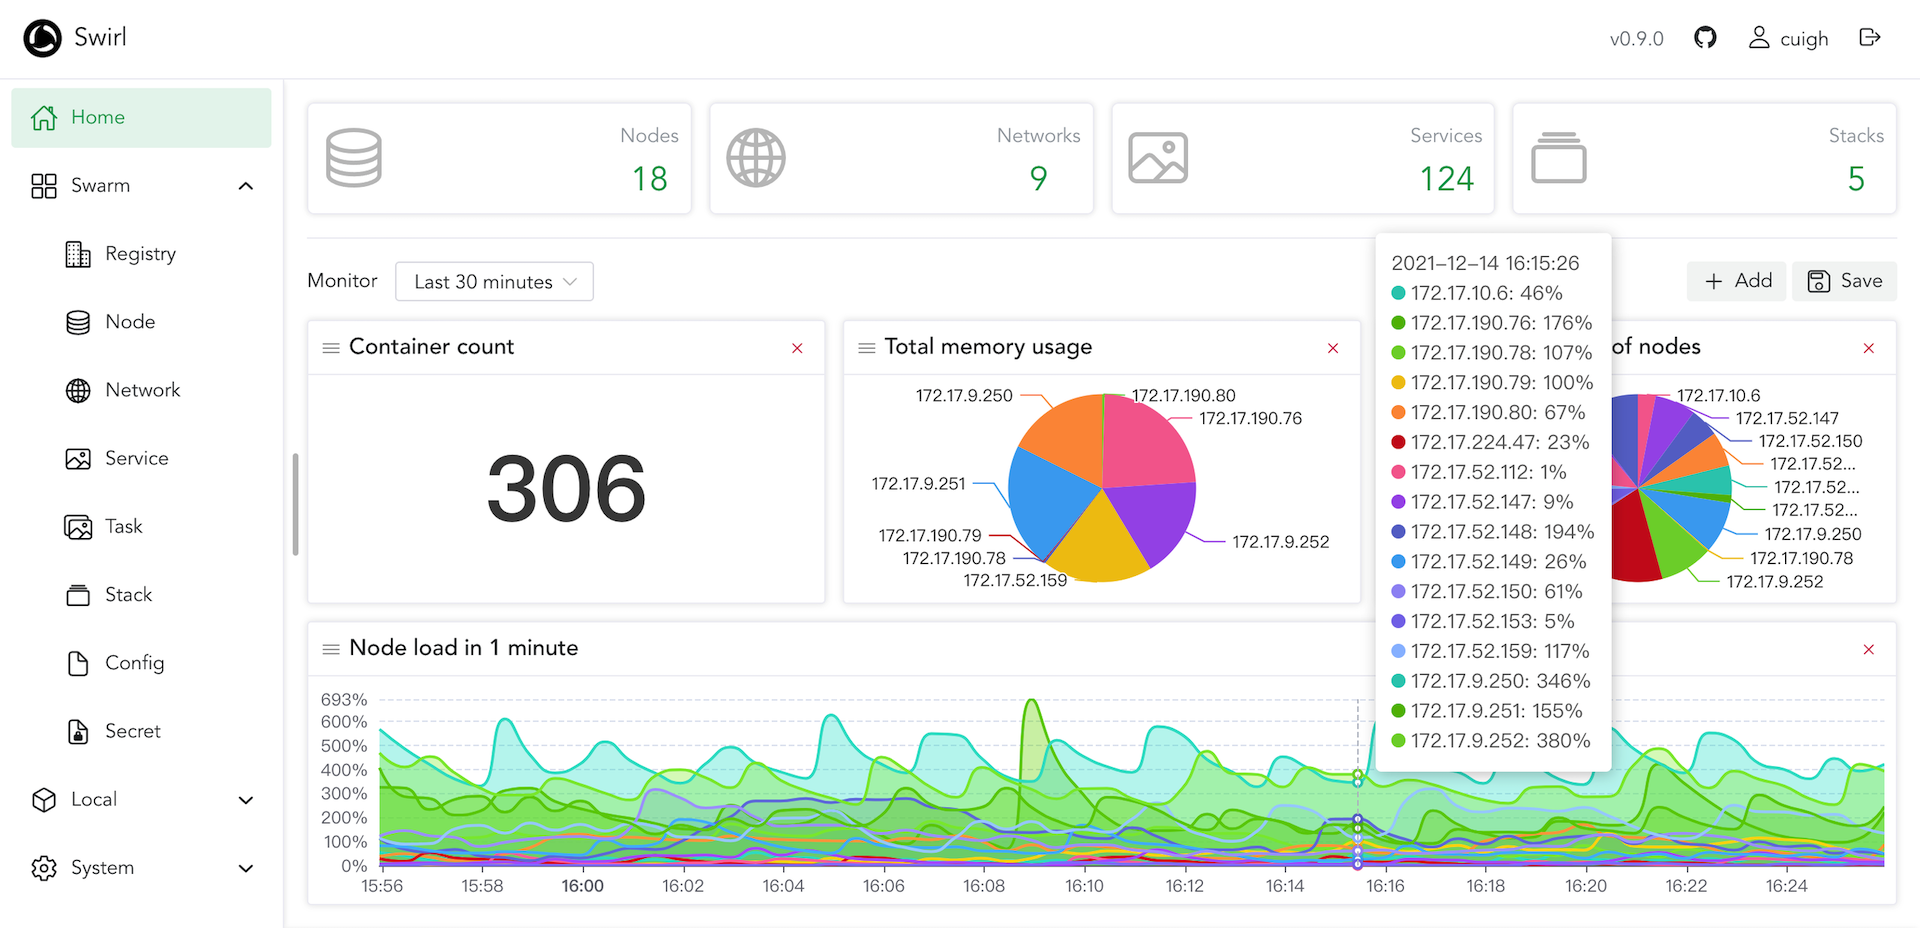 Swirl
v0.9.0
cuigh
Home
Swarm
Registry
Node
Network
Service
Task
Stack
Config
Secret
Local
System
Nodes
18
Networks
9
Services
124
Stacks
5
Monitor
Last 30 minutes
Add
Save
Container count
306
Total memory usage
172.17.9.250
172.17.190.80
172.17.190.76
172.17.9.251
172.17.190.79
172.17.190.78
172.17.52.159
172.17.9.252
of nodes
172.17.10.6
172.17.52.147
172.17.52.150
172.17.52...
172.17.52...
172.17.52...
172.17.9.250
172.17.190.78
172.17.9.252
2021-12-14 16:15:26
172.17.10.6: 46%
172.17.190.76: 176%
172.17.190.78: 107%
172.17.190.79: 100%
172.17.190.80: 67%
172.17.224.47: 23%
172.17.52.112: 1%
172.17.52.147: 9%
172.17.52.148: 194%
172.17.52.149: 26%
172.17.52.150: 61%
172.17.52.153: 5%
172.17.52.159: 117%
172.17.9.250: 346%
172.17.9.251: 155%
172.17.9.252: 380%
Node load in 1 minute
693%
600%
500%
400%
300%
200%
100%
0%
15:56 15:58 16:00 16:02 16:04 16:06 16:08 16:10 16:12 16:14 16:16 16:18 16:20 16:22 16:24